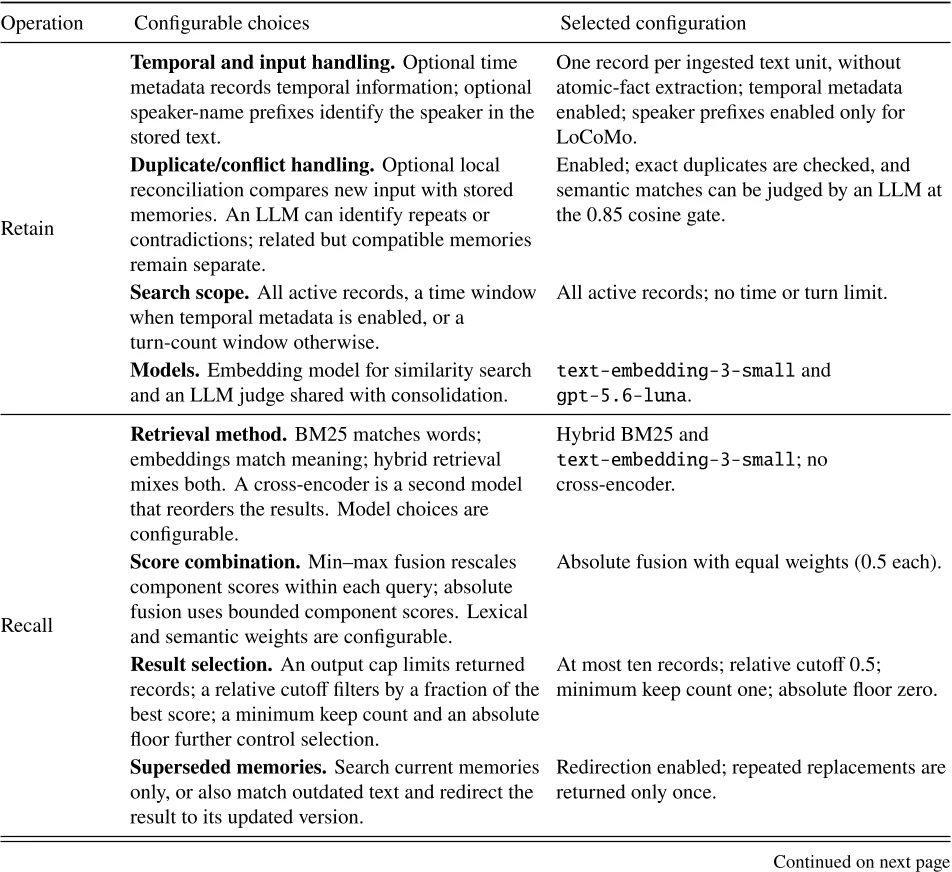 Operation Configurable choices Selected configuration
Retain
Temporal and input handling. Optional time
metadata records temporal information; optional
speaker-name prefixes identify the speaker in the
stored text.
One record per ingested text unit, without
atomic-fact extraction; temporal metadata
enabled; speaker prefixes enabled only for
LoCoMo.
Duplicate/conflict handling. Optional local
reconciliation compares new input with stored
memories. An LLM can identify repeats or
contradictions; related but compatible memories
remain separate.
Enabled; exact duplicates are checked, and
semantic matches can be judged by an LLM at
the 0.85 cosine gate.
Search scope. All active records, a time window
when temporal metadata is enabled, or a
turn-count window otherwise.
All active records; no time or turn limit.
Models. Embedding model for similarity search
and an LLM judge shared with consolidation.
text-embedding-3-small and
gpt-5.6-luna.
Recall
Retrieval method. BM25 matches words;
embeddings match meaning; hybrid retrieval
mixes both. A cross-encoder is a second model
that reorders the results. Model choices are
configurable.
Hybrid BM25 and
text-embedding-3-small; no
cross-encoder.
Score combination. Min–max fusion rescales
component scores within each query; absolute
fusion uses bounded component scores. Lexical
and semantic weights are configurable.
Absolute fusion with equal weights (0.5 each).
Result selection. An output cap limits returned
records; a relative cutoff filters by a fraction of the
best score; a minimum keep count and an absolute
floor further control selection.
At most ten records; relative cutoff 0.5;
minimum keep count one; absolute floor zero.
Superseded memories. Search current memories
only, or also match outdated text and redirect the
result to its updated version.
Redirection enabled; repeated replacements are
returned only once.
Continued on next page